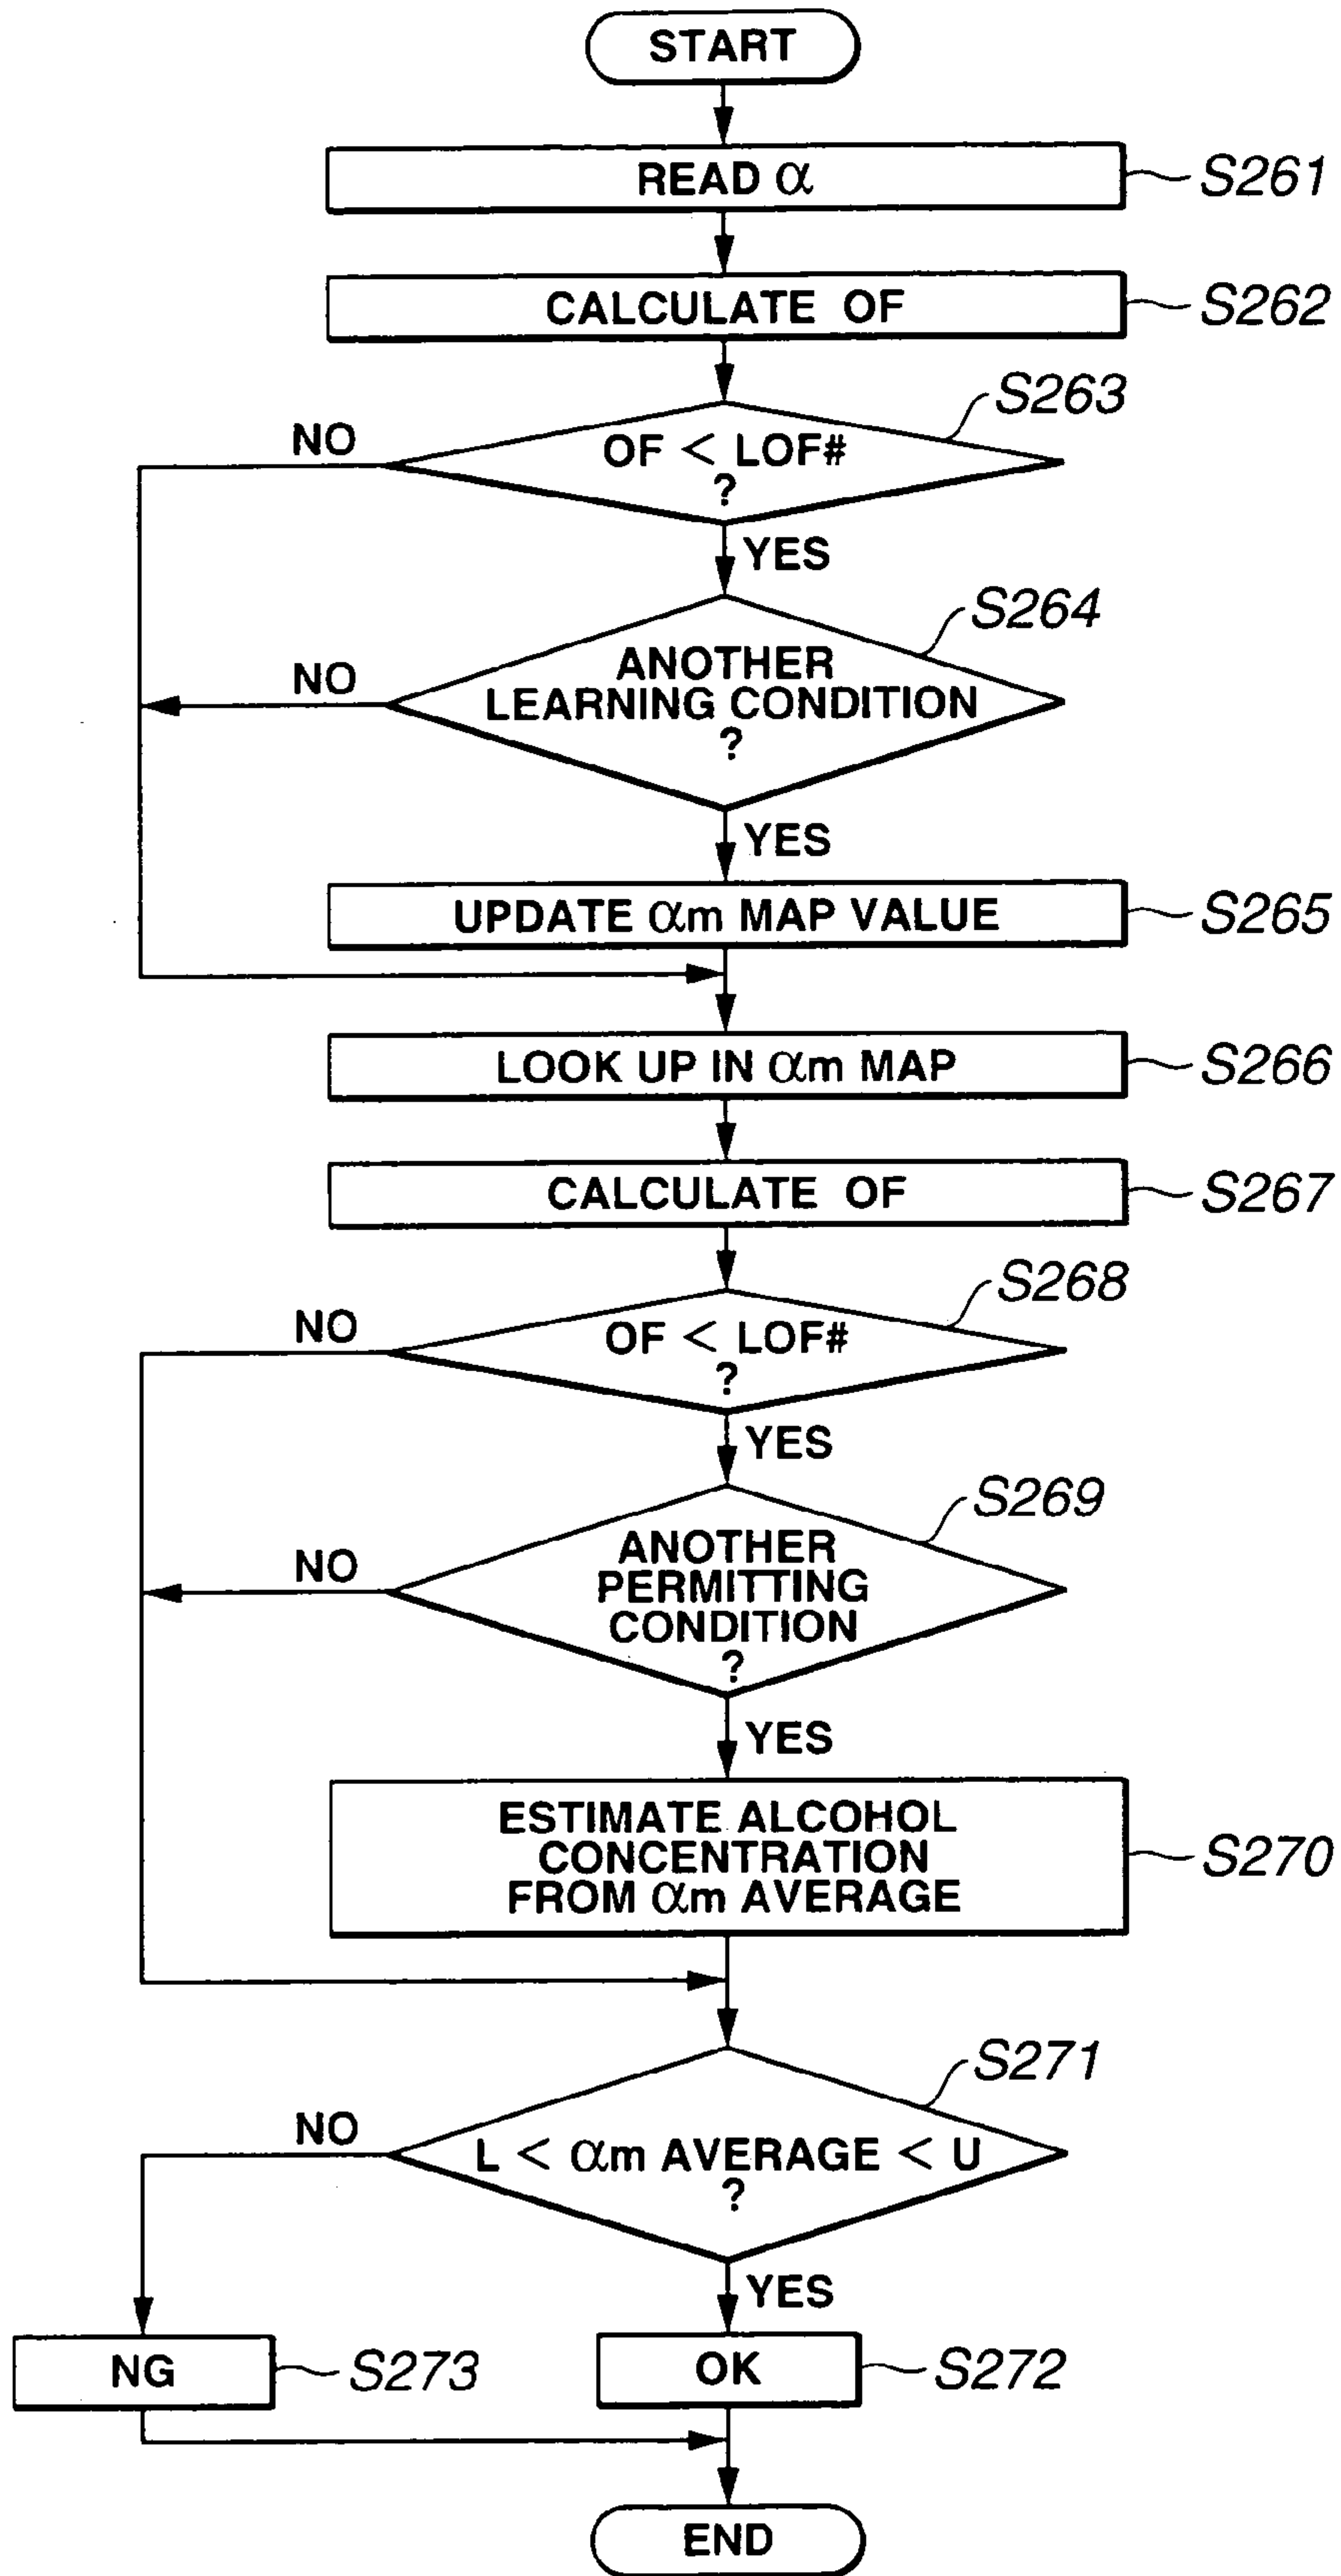 START
READ α
S261
CALCULATE OF
S262
S263
NO
OF < LOF#
?
YES
S264
NO
ANOTHER
LEARNING CONDITION
?
YES
UPDATE αm MAP VALUE
S265
LOOK UP IN αm MAP
S266
CALCULATE OF
S267
S268
NO
OF < LOF#
?
YES
S269
NO
ANOTHER
PERMITTING
CONDITION
?
YES
ESTIMATE ALCOHOL
CONCENTRATION
FROM αm AVERAGE
S270
S271
NO
L < αm AVERAGE < U
?
YES
NG
S273
OK
S272
END